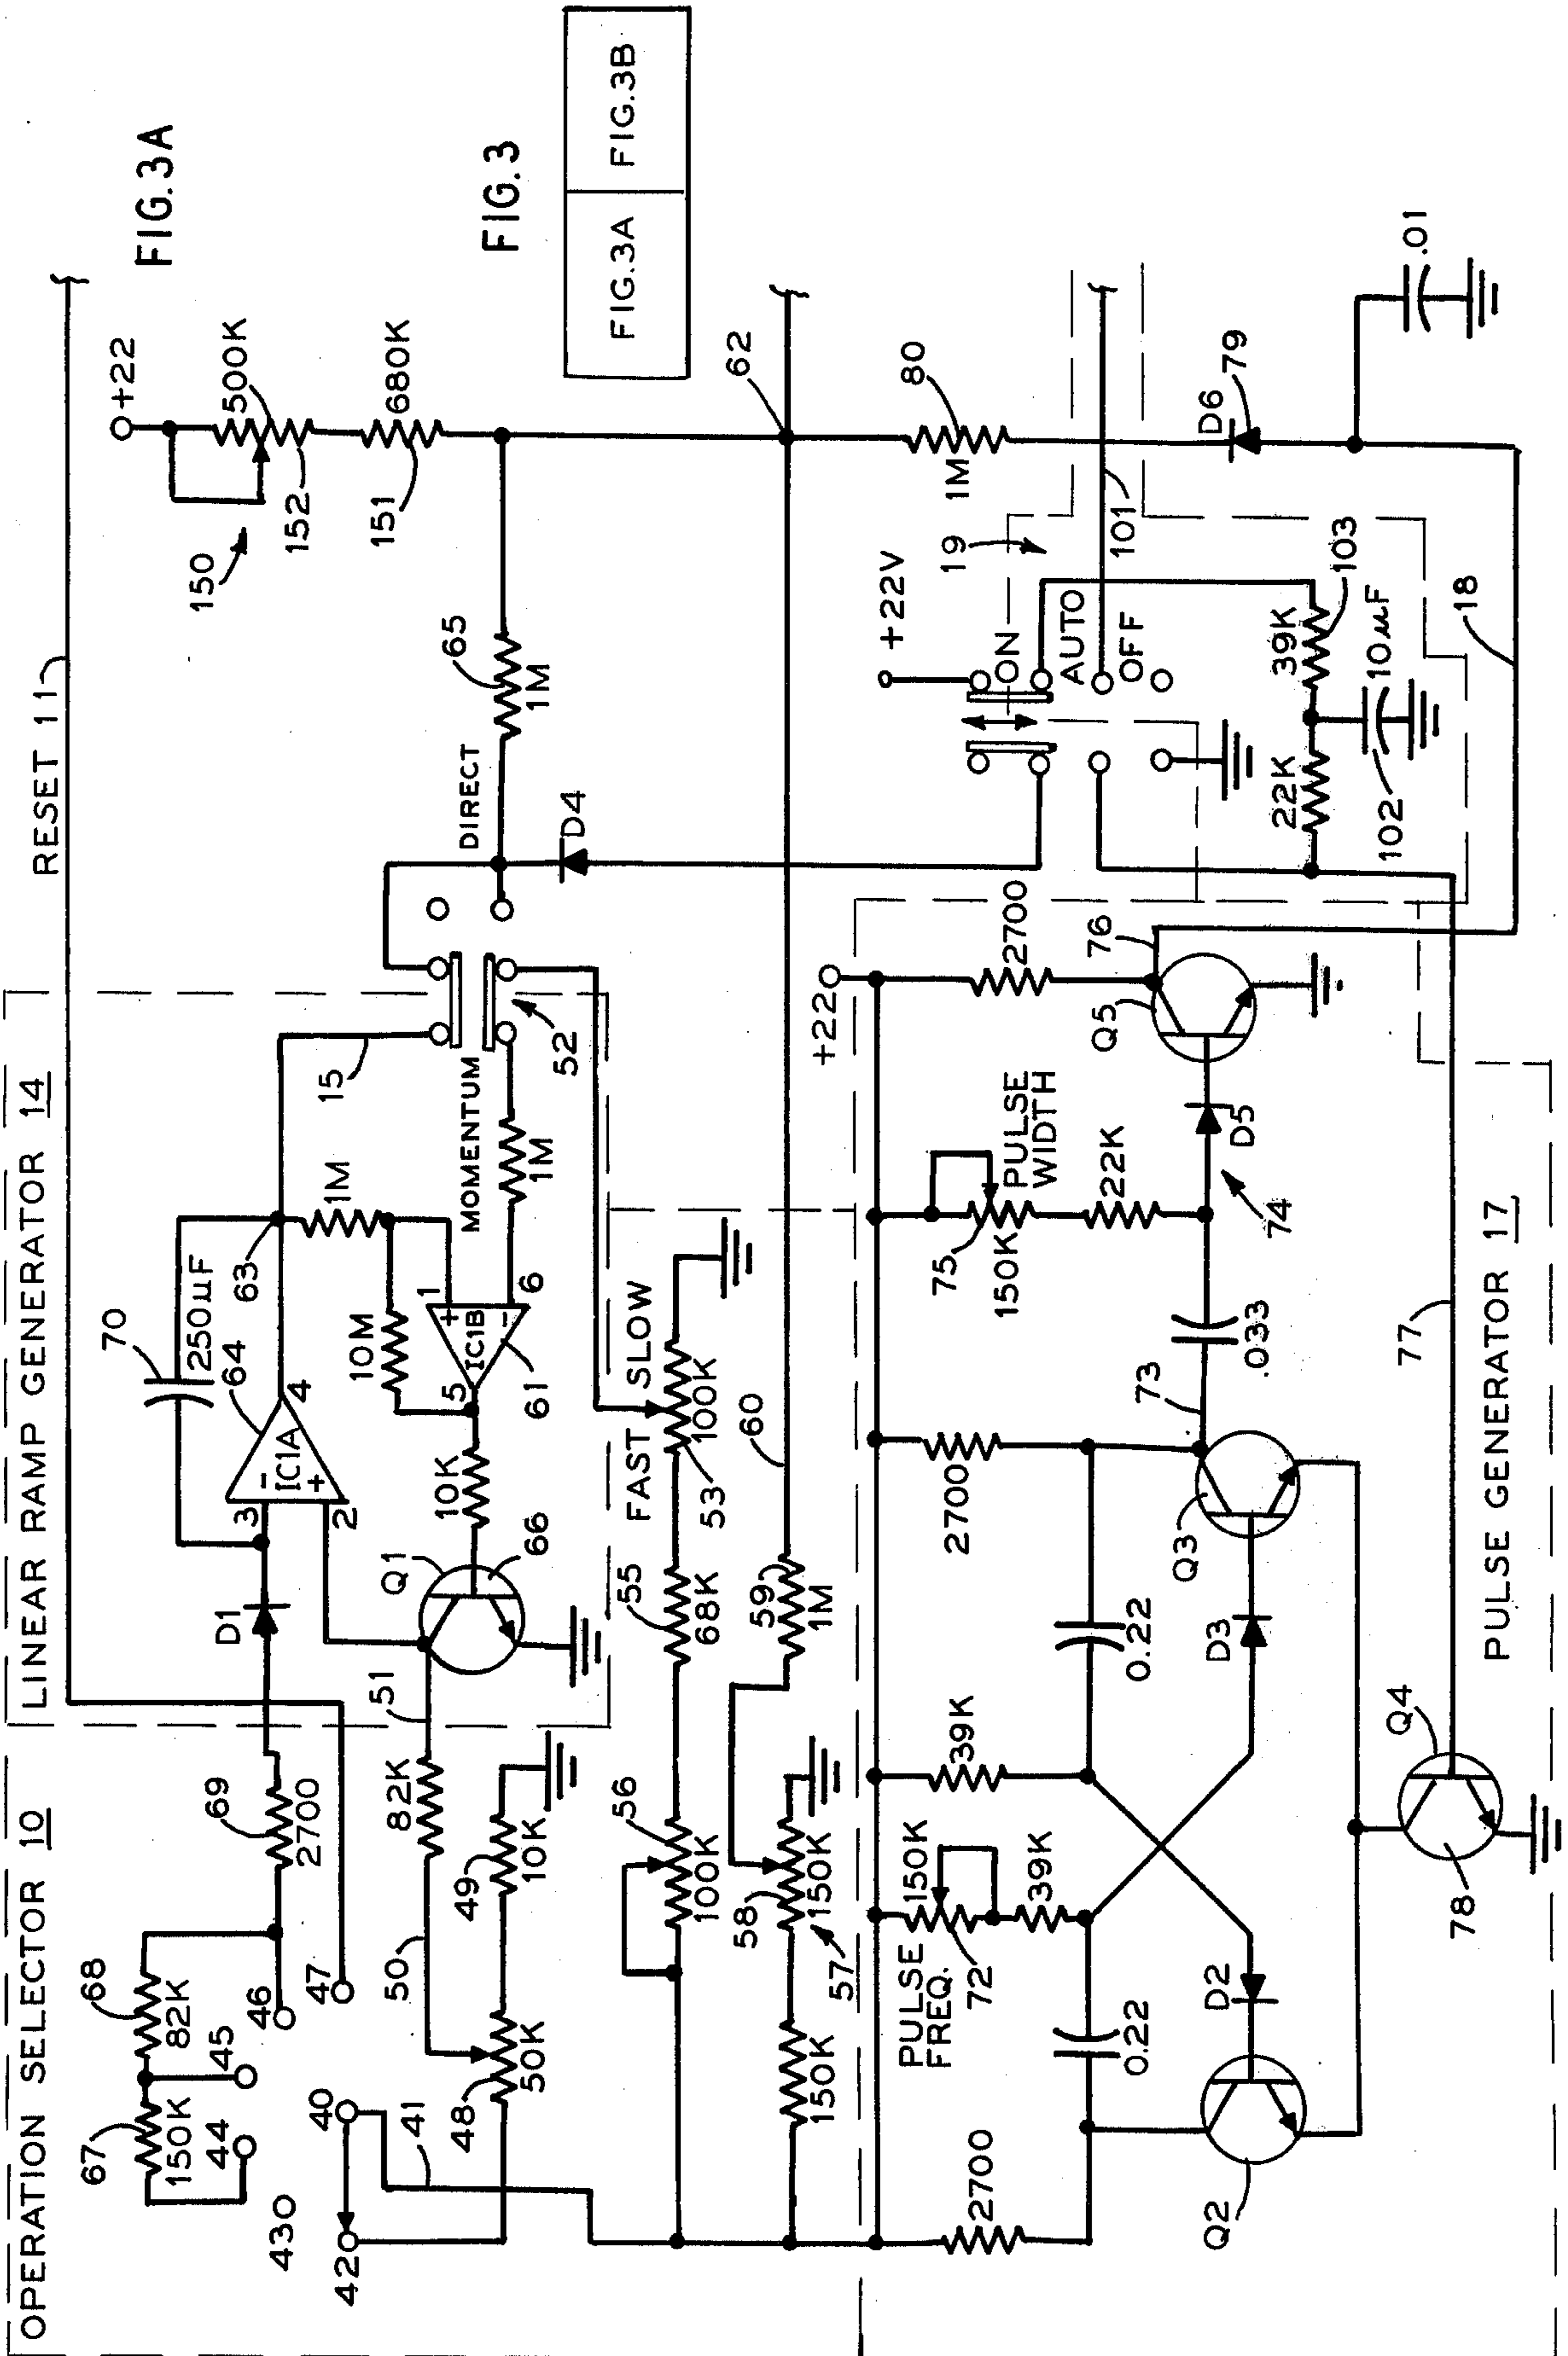 OPERATION SELECTOR 10
LINEAR RAMP GENERATOR 14
RESET 11
FIG.3A
67
150K
68
82K
44
45
46
47
430
42
40
41
69
2700
D1
3
2
-
+
IC1A
4
64
70
250µF
63
1M
15
10M
1
+
IC1B
-
6
5
61
10K
Q1
66
51
82K
50
48
50K
49
10K
MOMENTUM
1M
52
DIRECT
D4
65
1M
150
152
500K
+22
151
680K
FIG.3
FIG.3A
FIG.3B
56
100K
55
68K
FAST
SLOW
53
100K
150K
58
150K
57
59
1M
60
62
+22
+22V
19
ON
AUTO
OFF
101
80
1M
D6
79
.01
22K
39K
103
102
10µF
18
2700
PULSE
FREQ.
72
150K
39K
39K
2700
75
150K
PULSE
WIDTH
22K
2700
76
Q5
D5
74
0.22
0.22
73
.033
Q2
D2
D3
Q3
Q4
78
77
PULSE GENERATOR 17